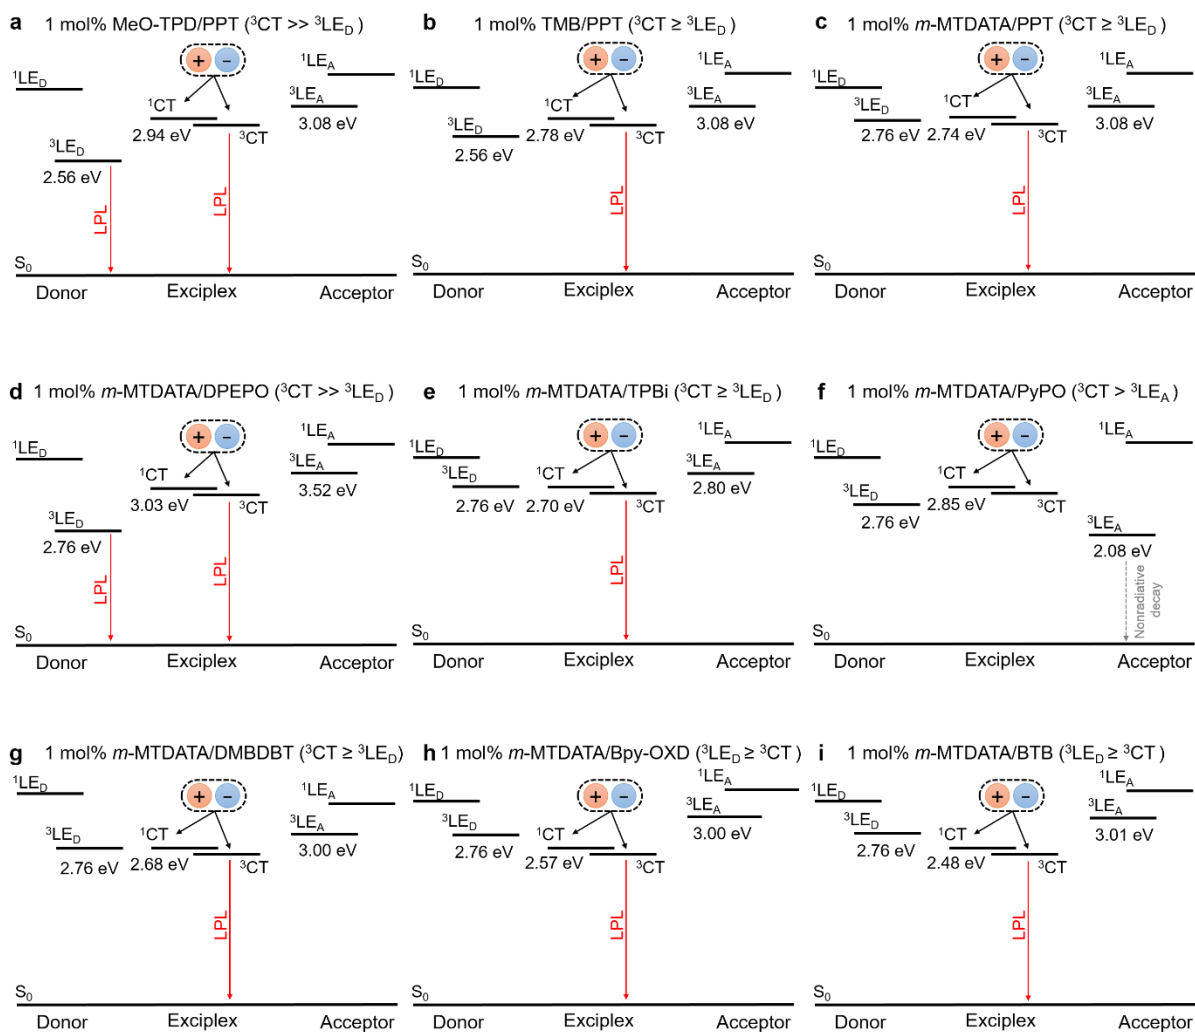 a 1 mol% MeO-TPD/PPT (³CT >> ³LE_D)
+ -
¹LE_A
¹LE_D
¹CT
³LE_A
2.94 eV
³CT
3.08 eV
³LE_D
2.56 eV
LPL
LPL
S₀
Donor Exciplex Acceptor
b 1 mol% TMB/PPT (³CT ≥ ³LE_D)
+ -
¹LE_A
¹LE_D
¹CT
³LE_A
2.78 eV
³CT
3.08 eV
³LE_D
2.56 eV
LPL
S₀
Donor Exciplex Acceptor
c 1 mol% m-MTDATA/PPT (³CT ≥ ³LE_D)
+ -
¹LE_A
¹LE_D
³LE_D
¹CT
³LE_A
2.76 eV
2.74 eV
³CT
3.08 eV
LPL
S₀
Donor Exciplex Acceptor
d 1 mol% m-MTDATA/DPEPO (³CT >> ³LE_D)
+ -
¹LE_A
¹LE_D
¹CT
³LE_A
3.03 eV
³CT
3.52 eV
³LE_D
2.76 eV
LPL
LPL
S₀
Donor Exciplex Acceptor
e 1 mol% m-MTDATA/TPBi (³CT ≥ ³LE_D)
+ -
¹LE_A
¹LE_D
³LE_D
¹CT
³LE_A
2.76 eV
2.70 eV
³CT
2.80 eV
LPL
S₀
Donor Exciplex Acceptor
f 1 mol% m-MTDATA/PyPO (³CT > ³LE_A)
+ -
¹LE_A
¹LE_D
¹CT
³LE_D
2.76 eV
2.85 eV
³CT
³LE_A
2.08 eV
Nonradiative
decay
S₀
Donor Exciplex Acceptor
g 1 mol% m-MTDATA/DMBDBT (³CT ≥ ³LE_D)
+ -
¹LE_D
¹LE_A
³LE_D
¹CT
³LE_A
2.76 eV
2.68 eV
³CT
3.00 eV
LPL
S₀
Donor Exciplex Acceptor
h 1 mol% m-MTDATA/Bpy-OXD (³LE_D ≥ ³CT)
+ -
¹LE_A
¹LE_D
³LE_A
³LE_D
¹CT
3.00 eV
2.76 eV
2.57 eV
³CT
LPL
S₀
Donor Exciplex Acceptor
i 1 mol% m-MTDATA/BTB (³LE_D ≥ ³CT)
+ -
¹LE_A
¹LE_D
³LE_A
³LE_D
¹CT
3.01 eV
2.76 eV
2.48 eV
³CT
LPL
S₀
Donor Exciplex Acceptor